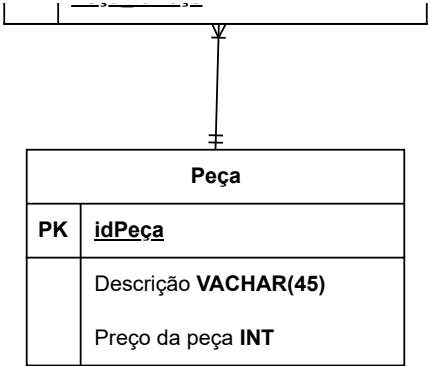 Peça
PK idPeça
Descrição VACHAR(45)
Preço da peça INT